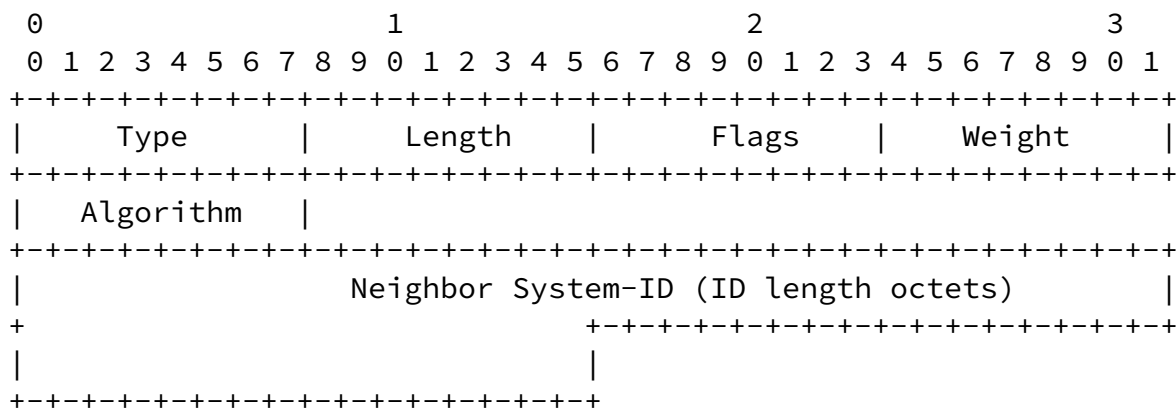 0                   1                   2                   3
 0 1 2 3 4 5 6 7 8 9 0 1 2 3 4 5 6 7 8 9 0 1 2 3 4 5 6 7 8 9 0 1
+-+-+-+-+-+-+-+-+-+-+-+-+-+-+-+-+-+-+-+-+-+-+-+-+-+-+-+-+-+-+-+-+
|     Type      |     Length    |      Flags    |    Weight     |
+-+-+-+-+-+-+-+-+-+-+-+-+-+-+-+-+-+-+-+-+-+-+-+-+-+-+-+-+-+-+-+-+
|   Algorithm   |
+-+-+-+-+-+-+-+-+-+-+-+-+-+-+-+-+-+-+-+-+-+-+-+-+-+-+-+-+-+-+-+-+
|                  Neighbor System-ID (ID length octets)        |
+                               +-+-+-+-+-+-+-+-+-+-+-+-+-+-+-+-+
|                               |
+-+-+-+-+-+-+-+-+-+-+-+-+-+-+-+-+